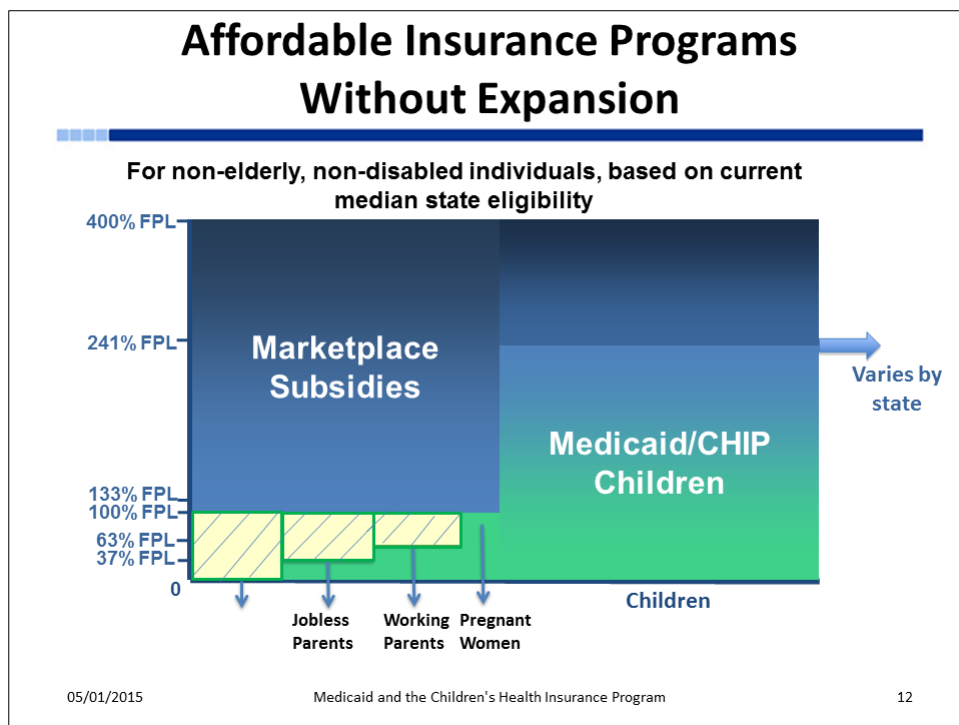 Affordable Insurance Programs
Without Expansion
For non-elderly, non-disabled individuals, based on current
median state eligibility
400% FPL
241% FPL
133% FPL
100% FPL
63% FPL
37% FPL
0
Marketplace
Subsidies
Medicaid/CHIP
Children
Varies by
state
Jobless
Parents
Working
Parents
Pregnant
Women
Children
05/01/2015
Medicaid and the Children's Health Insurance Program
12